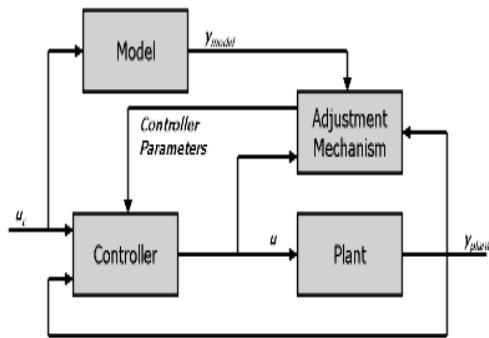 Model
y_model
Adjustment
Mechanism
Controller
Parameters
u_c
Controller
u
Plant
y_plant